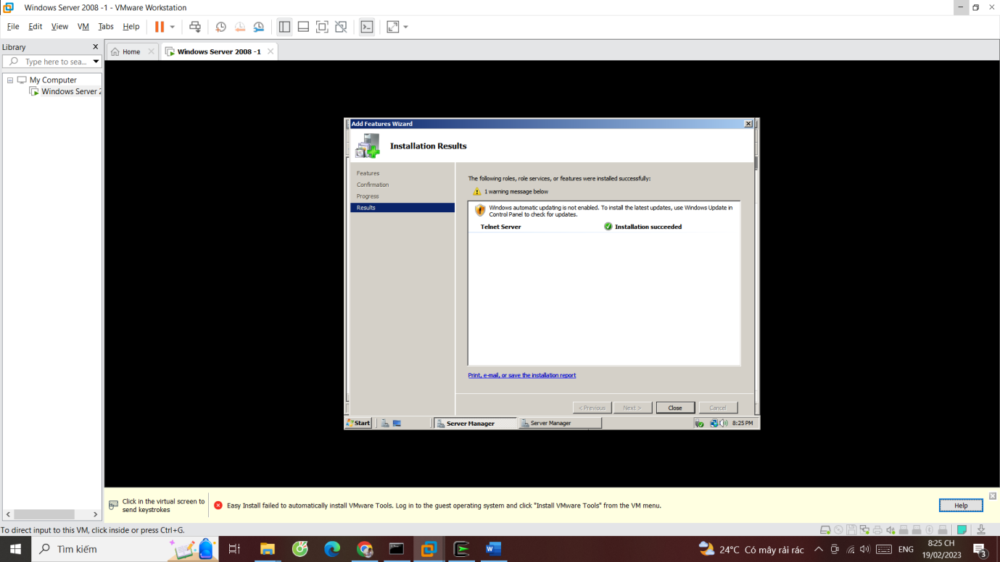 Windows Server 2008 -1 - VMware Workstation
File Edit View VM Tabs Help
Library
Home
Windows Server 2008 -1
Type here to sea...
My Computer
Windows Server 2
Add Features Wizard
Installation Results
Features
Confirmation
Progress
Results
The following roles, role services, or features were installed successfully:
1 warning message below
Windows automatic updating is not enabled. To install the latest updates, use Windows Update in
Control Panel to check for updates.
Telnet Server Installation succeeded
Print, e-mail, or save the installation report
< Previous Next > Close Cancel
Start Server Manager Server Manager 8:25 PM
Click in the virtual screen to
send keystrokes
Easy Install failed to automatically install VMware Tools. Log in to the guest operating system and click "Install VMware Tools" from the VM menu.
Help
To direct input to this VM, click inside or press Ctrl+G.
Tìm kiếm
24°C Có mây rải rác
ENG
8:25 CH
19/02/2023
3